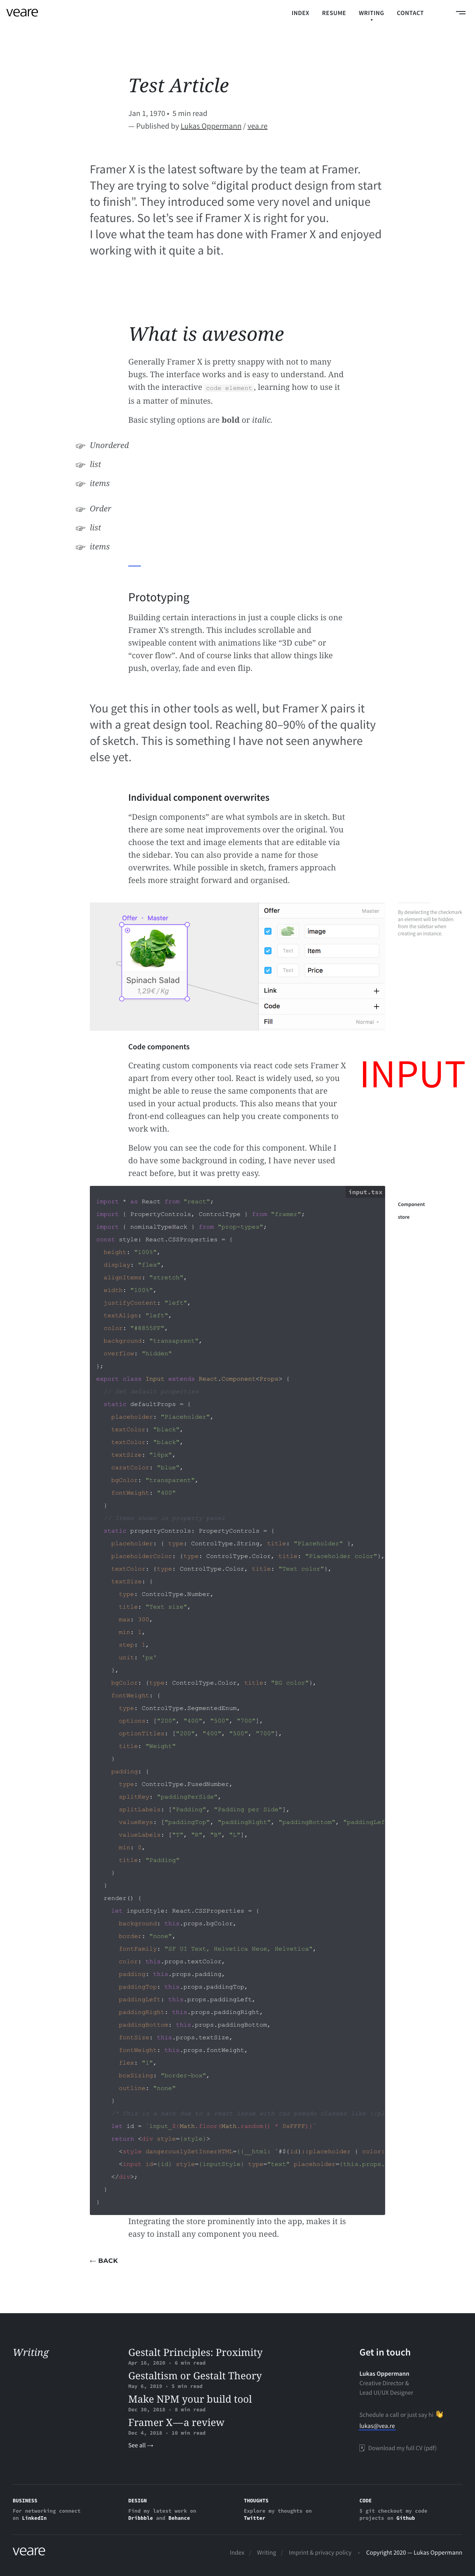 veare
INDEX RESUME WRITING CONTACT
Test Article
Jan 1, 1970 • 5 min read
— Published by Lukas Oppermann / vea.re
Framer X is the latest software by the team at Framer.
They are trying to solve “digital product design from start
to finish”. They introduced some very novel and unique
features. So let’s see if Framer X is right for you.
I love what the team has done with Framer X and enjoyed
working with it quite a bit.
What is awesome
Generally Framer X is pretty snappy with not to many
bugs. The interface works and is easy to understand. And
with the interactive code element, learning how to use it
is a matter of minutes.
Basic styling options are bold or italic.
☞ Unordered
☞ list
☞ items
☞ Order
☞ list
☞ items
Prototyping
Building certain interactions in just a couple clicks is one
Framer X’s strength. This includes scrollable and
swipeable content with animations like “3D cube” or
“cover flow”. And of course links that allow things like
push, overlay, fade and even flip.
You get this in other tools as well, but Framer X pairs it
with a great design tool. Reaching 80–90% of the quality
of sketch. This is something I have not seen anywhere
else yet.
Individual component overwrites
“Design components” are what symbols are in sketch. But
there are some neat improvements over the original. You
choose the text and image elements that are editable via
the sidebar. You can also provide a name for those
overwrites. While possible in sketch, framers approach
feels more straight forward and organised.
Offer · Master
Spinach Salad
1,29€ / Kg
Offer Master
image
Text Item
Text Price
Link +
Code +
Fill Normal
By deselecting the checkmark
an element will be hidden
from the sidebar when
creating an instance.
Code components
Creating custom components via react code sets Framer X
apart from every other tool. React is widely used, so you
might be able to reuse the same components that are
used in your actual product. This also means that your
front-end colleagues can help you create components to
work with.
INPUT
Below you can see the code for this component. While I
do have some background in coding, I have never used
react before, but it was pretty easy.
input.tsx
Component
store
import * as React from "react";
import { PropertyControls, ControlType } from "framer";
import { nominalTypeHack } from "prop-types";
const style: React.CSSProperties = {
height: "100%",
display: "flex",
alignItems: "stretch",
width: "100%",
justifyContent: "left",
textAlign: "left",
color: "#8855FF",
background: "transaprent",
overflow: "hidden"
};
export class Input extends React.Component<Props> {
// Set default properties
static defaultProps = {
placeholder: "Placeholder",
textColor: "black",
textColor: "black",
textSize: "16px",
caretColor: "blue",
bgColor: "transparent",
fontWeight: "400"
}
// Items shown in property panel
static propertyControls: PropertyControls = {
placeholder: { type: ControlType.String, title: "Placeholder" },
placeholderColor: {type: ControlType.Color, title: "Placeholder color"},
textColor: {type: ControlType.Color, title: "Text color"},
textSize: {
type: ControlType.Number,
title: "Text size",
max: 300,
min: 1,
step: 1,
unit: 'px'
},
bgColor: {type: ControlType.Color, title: "BG color"},
fontWeight: {
type: ControlType.SegmentedEnum,
options: ["200", "400", "500", "700"],
optionTitles: ["200", "400", "500", "700"],
title: "Weight"
}
padding: {
type: ControlType.FusedNumber,
splitKey: "paddingPerSide",
splitLabels: ["Padding", "Padding per Side"],
valueKeys: ["paddingTop", "paddingRight", "paddingBottom", "paddingLef
valueLabels: ["T", "R", "B", "L"],
min: 0,
title: "Padding"
}
}
render() {
let inputStyle: React.CSSProperties = {
background: this.props.bgColor,
border: "none",
fontFamily: "SF UI Text, Helvetica Neue, Helvetica",
color: this.props.textColor,
padding: this.props.padding,
paddingTop: this.props.paddingTop,
paddingLeft: this.props.paddingLeft,
paddingRight: this.props.paddingRight,
paddingBottom: this.props.paddingBottom,
fontSize: this.props.textSize,
fontWeight: this.props.fontWeight,
flex: "1",
boxSizing: "border-box",
outline: "none"
}
let id = `input_${Math.floor(Math.random() * 0xFFFF)}`
return <div style={style}>
<style dangerouslySetInnerHTML={{__html: `#${id}::placeholder { color:
<input id={id} style={inputStyle} type="text" placeholder={this.props.
</div>;
}
}
Integrating the store prominently into the app, makes it is
easy to install any component you need.
← BACK
Writing
Gestalt Principles: Proximity
Apr 16, 2020 - 6 min read
Gestaltism or Gestalt Theory
May 6, 2019 - 5 min read
Make NPM your build tool
Dec 30, 2018 - 8 min read
Framer X—a review
Dec 4, 2018 - 10 min read
See all →
Get in touch
Lukas Oppermann
Creative Director &
Lead UI/UX Designer
Schedule a call or just say hi 👋
lukas@vea.re
Download my full CV (pdf)
BUSINESS
For networking connect
on LinkedIn
DESIGN
Find my latest work on
Dribbble and Behance
THOUGHTS
Explore my thoughts on
Twitter
CODE
$ git checkout my code
projects on Github
veare
Index / Writing / Imprint & privacy policy • Copyright 2020 — Lukas Oppermann